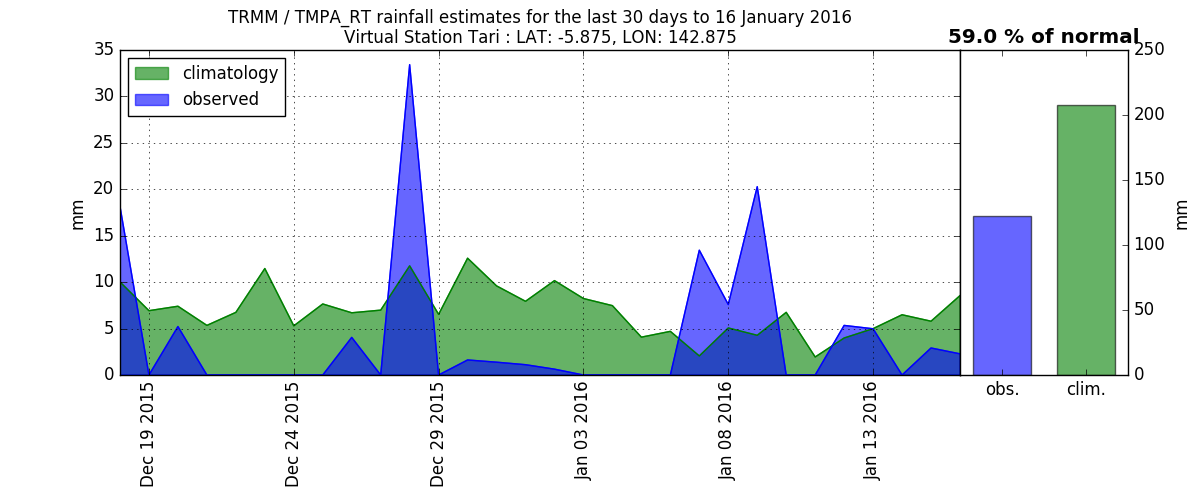 TRMM / TMPA_RT rainfall estimates for the last 30 days to 16 January 2016
Virtual Station Tari : LAT: -5.875, LON: 142.875
59.0 % of normal
climatology
observed
35
30
25
20
15
10
5
0
mm
Dec 19 2015
Dec 24 2015
Dec 29 2015
Jan 03 2016
Jan 08 2016
Jan 13 2016
obs.
clim.
250
200
150
100
50
0
mm